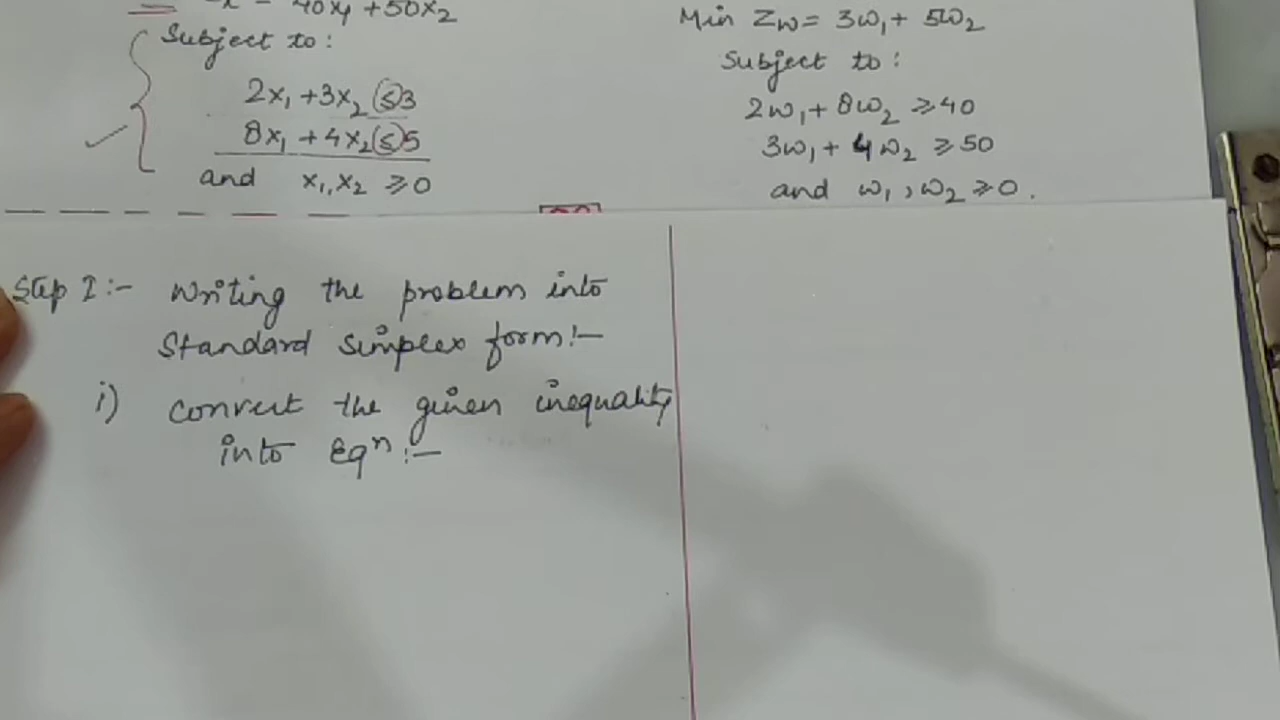 40x1 + 50x2
Subject to:
2x1 + 3x2 ≤ 3
8x1 + 4x2 ≤ 5
and x1, x2 ≥ 0
Min Zw = 3w1 + 5w2
Subject to:
2w1 + 8w2 ≥ 40
3w1 + 4w2 ≥ 50
and w1, w2 ≥ 0.
Step I:- Writing the problem into
Standard Simplex form:-
i) convert the given inequality
into Eqn:-